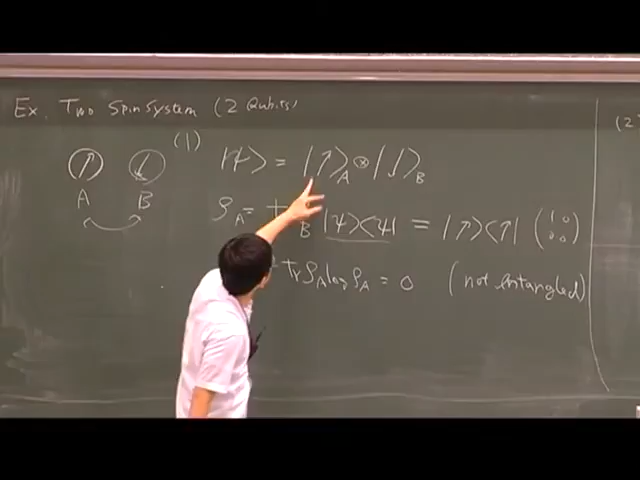 Ex. Two Spin System (2 Qubits)
(1) |ψ> = |↑>_A ⊗ |↓>_B
A B
ρ_A = t B |ψ><ψ| = |↑><↑| (1 0
0 0)
- Tr ρ_A log ρ_A = 0 (not entangled)
(2